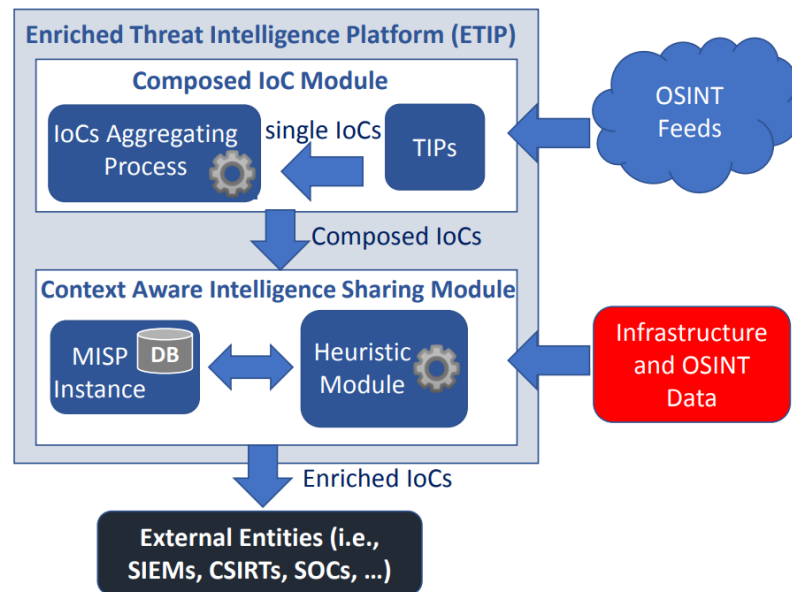 Enriched Threat Intelligence Platform (ETIP)
Composed IoC Module
IoCs Aggregating
Process
single IoCs
TIPs
OSINT
Feeds
Composed IoCs
Context Aware Intelligence Sharing Module
MISP
Instance
DB
Heuristic
Module
Infrastructure
and OSINT
Data
Enriched IoCs
External Entities (i.e.,
SIEMs, CSIRTs, SOCs, ...)